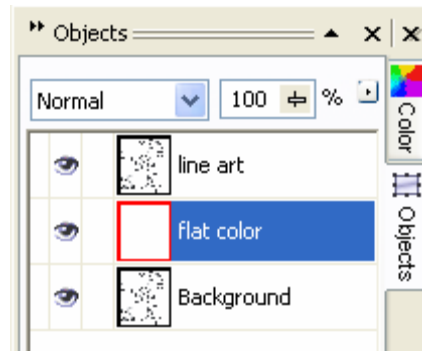 Objects
Normal
100 %
line art
flat color
Background
Color
Objects